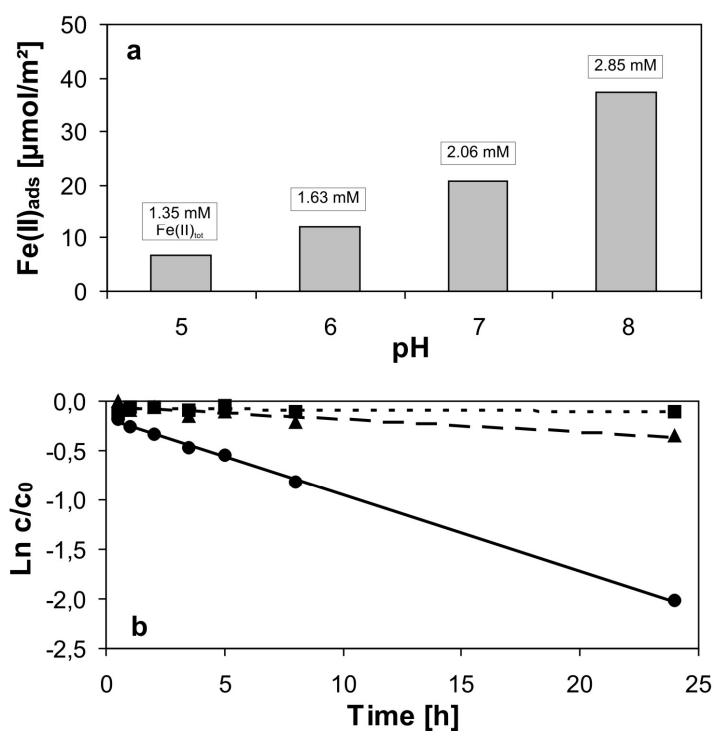 a
Fe(II)ads [µmol/m²]
50
40
30
20
10
0
1.35 mM
Fe(II)tot
1.63 mM
2.06 mM
2.85 mM
5 6 7 8
pH
b
Ln c/c0
0,0
-0,5
-1,0
-1,5
-2,0
-2,5
0 5 10 15 20 25
Time [h]